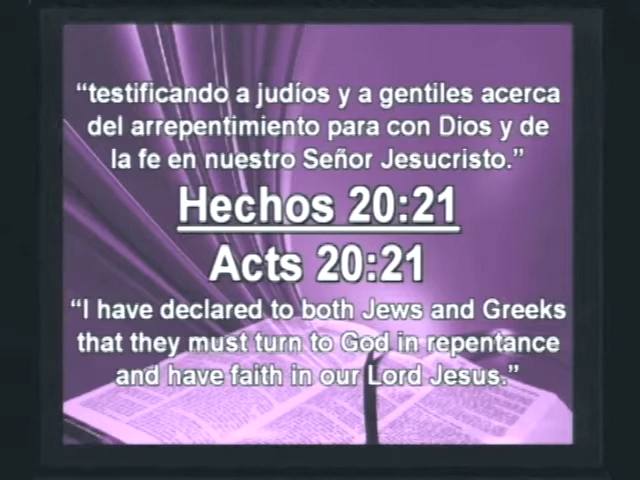 “testificando a judíos y a gentiles acerca
del arrepentimiento para con Dios y de
la fe en nuestro Señor Jesucristo.”
Hechos 20:21
Acts 20:21
“I have declared to both Jews and Greeks
that they must turn to God in repentance
and have faith in our Lord Jesus.”